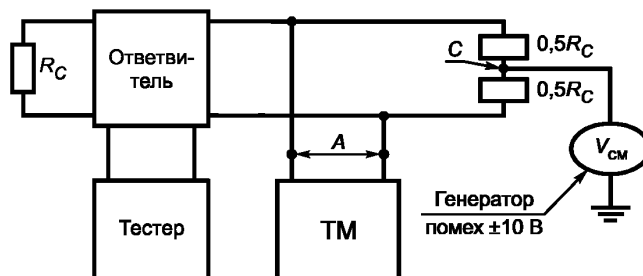 R_C
Ответви-
тель
C
0,5R_C
0,5R_C
A
V_см
Тестер
ТМ
Генератор
помех ±10 В